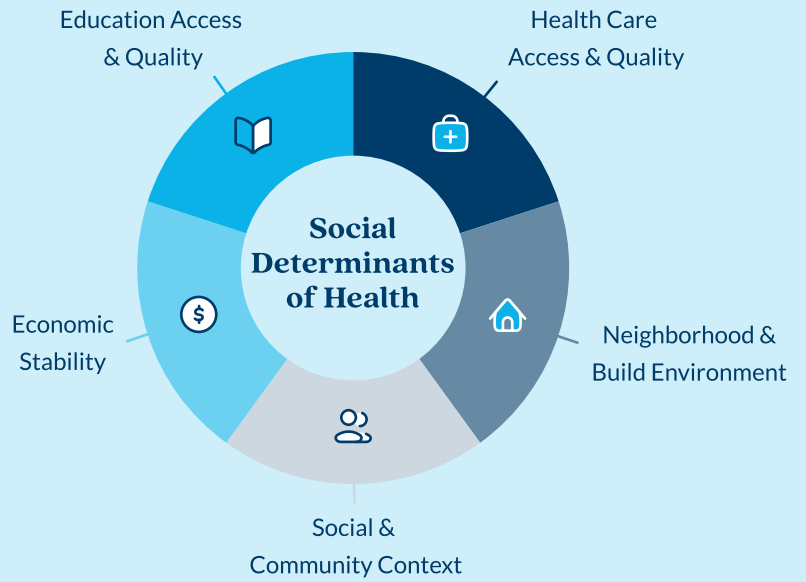 Education Access
& Quality
Health Care
Access & Quality
Social
Determinants
of Health
$
Economic
Stability
Neighborhood &
Build Environment
Social &
Community Context